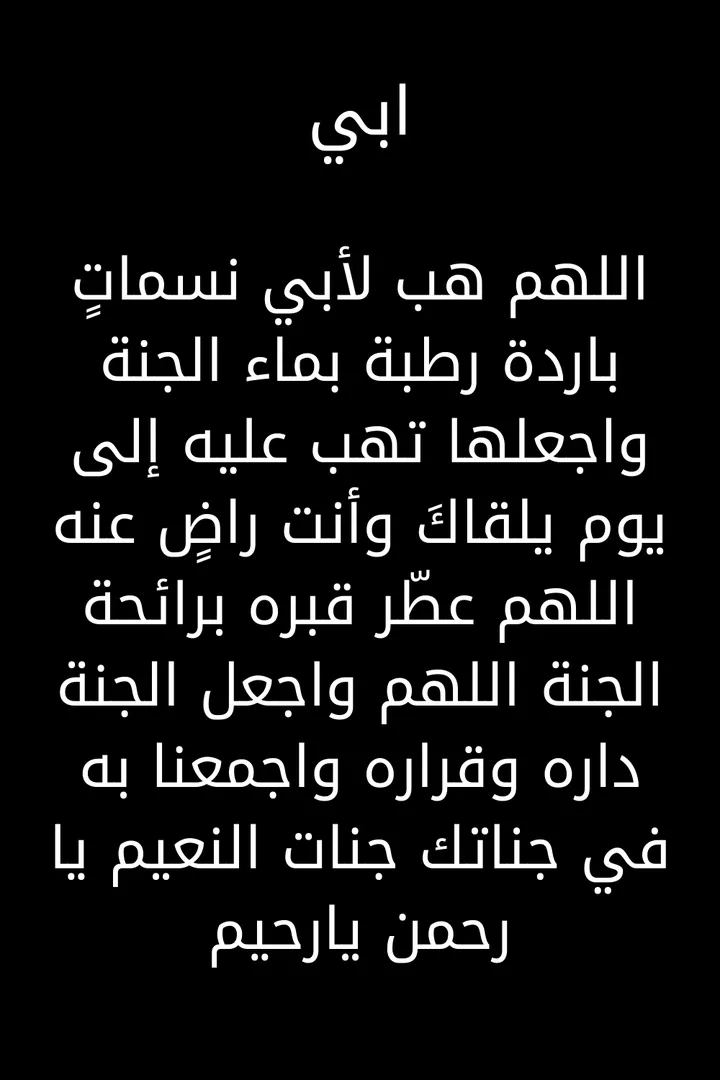 ابي
اللهم هب لأبي نسماتٍ
باردة رطبة بماء الجنة
واجعلها تهب عليه إلى
يوم يلقاكَ وأنت راضٍ عنه
اللهم عطّر قبره برائحة
الجنة اللهم واجعل الجنة
داره وقراره واجمعنا به
في جناتك جنات النعيم يا
رحمن يارحيم